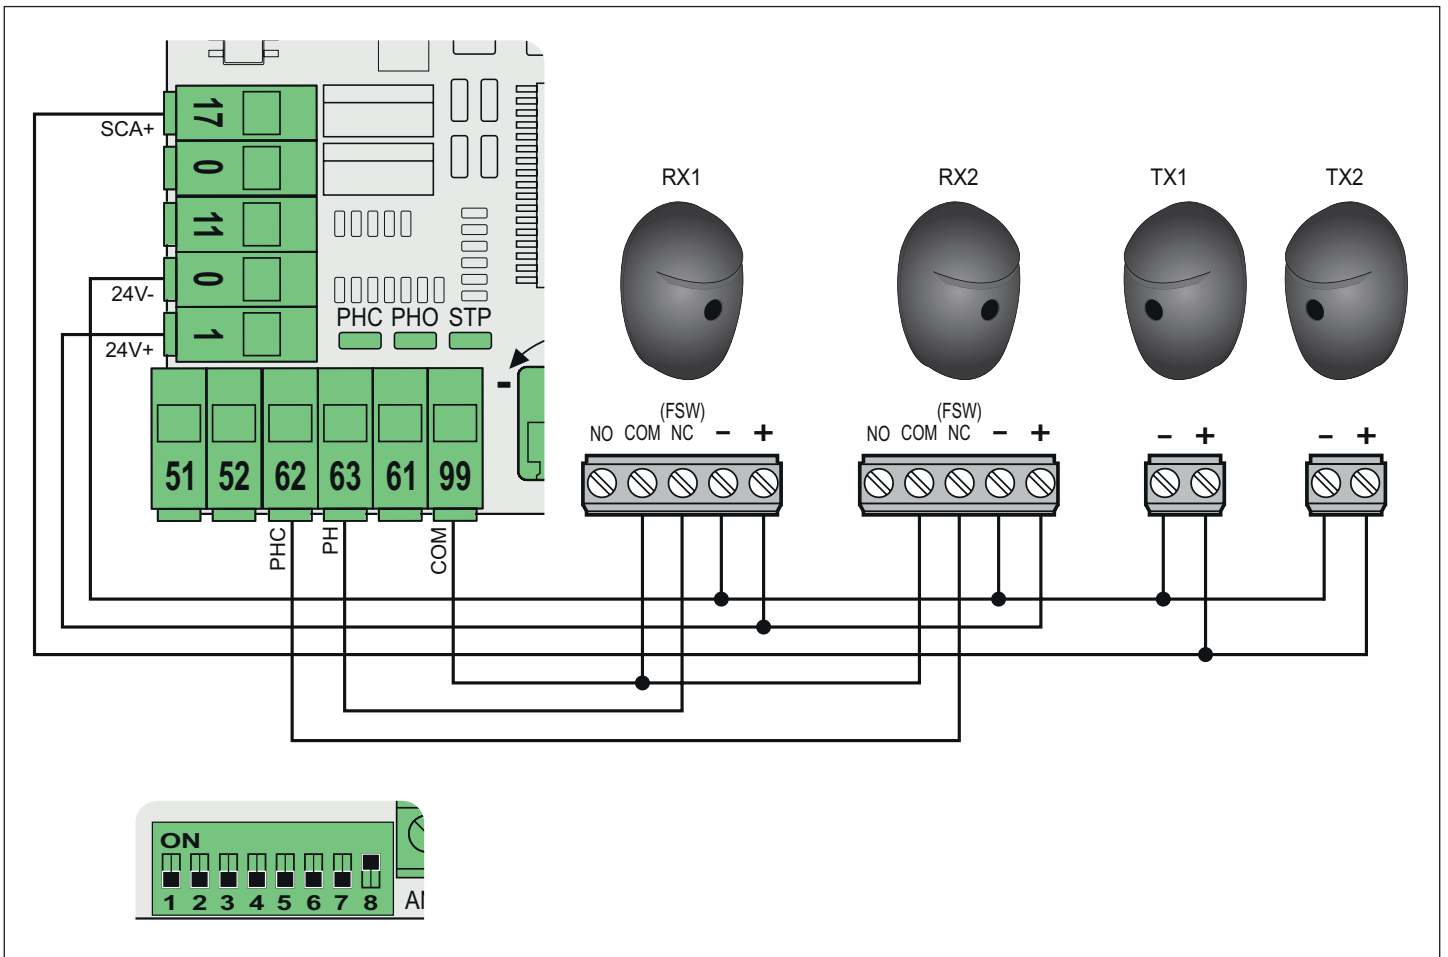 17
SCA+
0
11
0
24V-
1
24V+
PHC PHO STP
-
51 52 62 63 61 99
PHC
PH
COM
RX1
RX2
TX1
TX2
(FSW)
NO COM NC - +
(FSW)
NO COM NC - +
- +
- +
ON
1 2 3 4 5 6 7 8